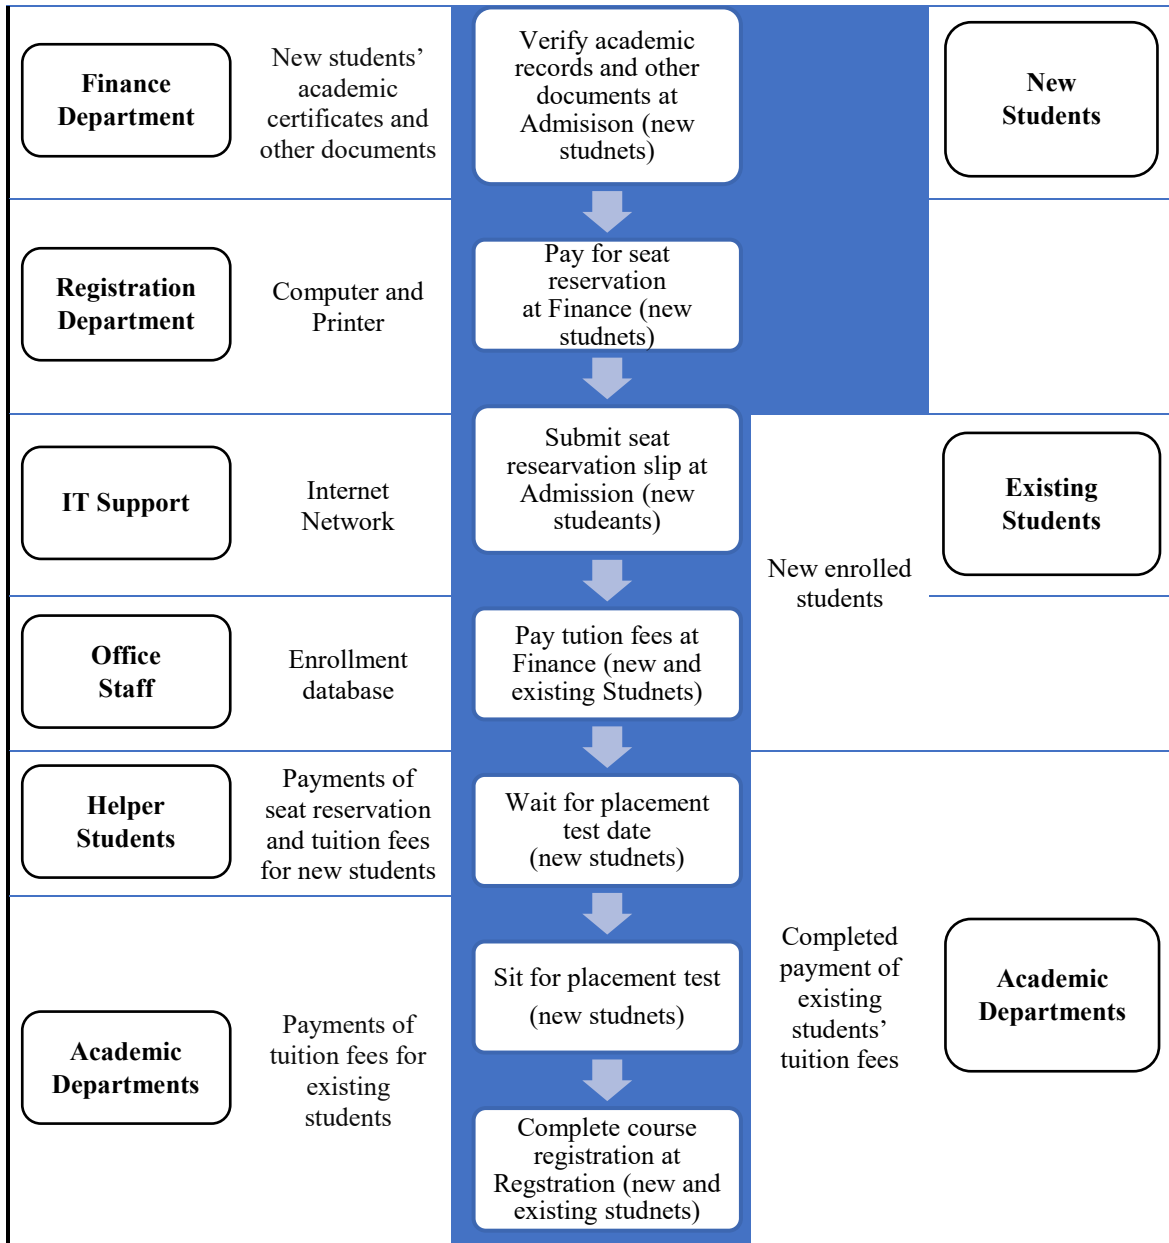 Finance
Department
New students’
academic
certificates and
other documents
Verify academic
records and other
documents at
Admisison (new
studnets)
New
Students
Registration
Department
Computer and
Printer
Pay for seat
reservation
at Finance (new
studnets)
IT Support
Internet
Network
Submit seat
researvation slip at
Admission (new
studeants)
New enrolled
students
Existing
Students
Office
Staff
Enrollment
database
Pay tution fees at
Finance (new and
existing Studnets)
Helper
Students
Payments of
seat reservation
and tuition fees
for new students
Wait for placement
test date
(new studnets)
Academic
Departments
Payments of
tuition fees for
existing
students
Sit for placement test
(new studnets)
Complete course
registration at
Regstration (new and
existing studnets)
Completed
payment of
existing
students’
tuition fees
Academic
Departments